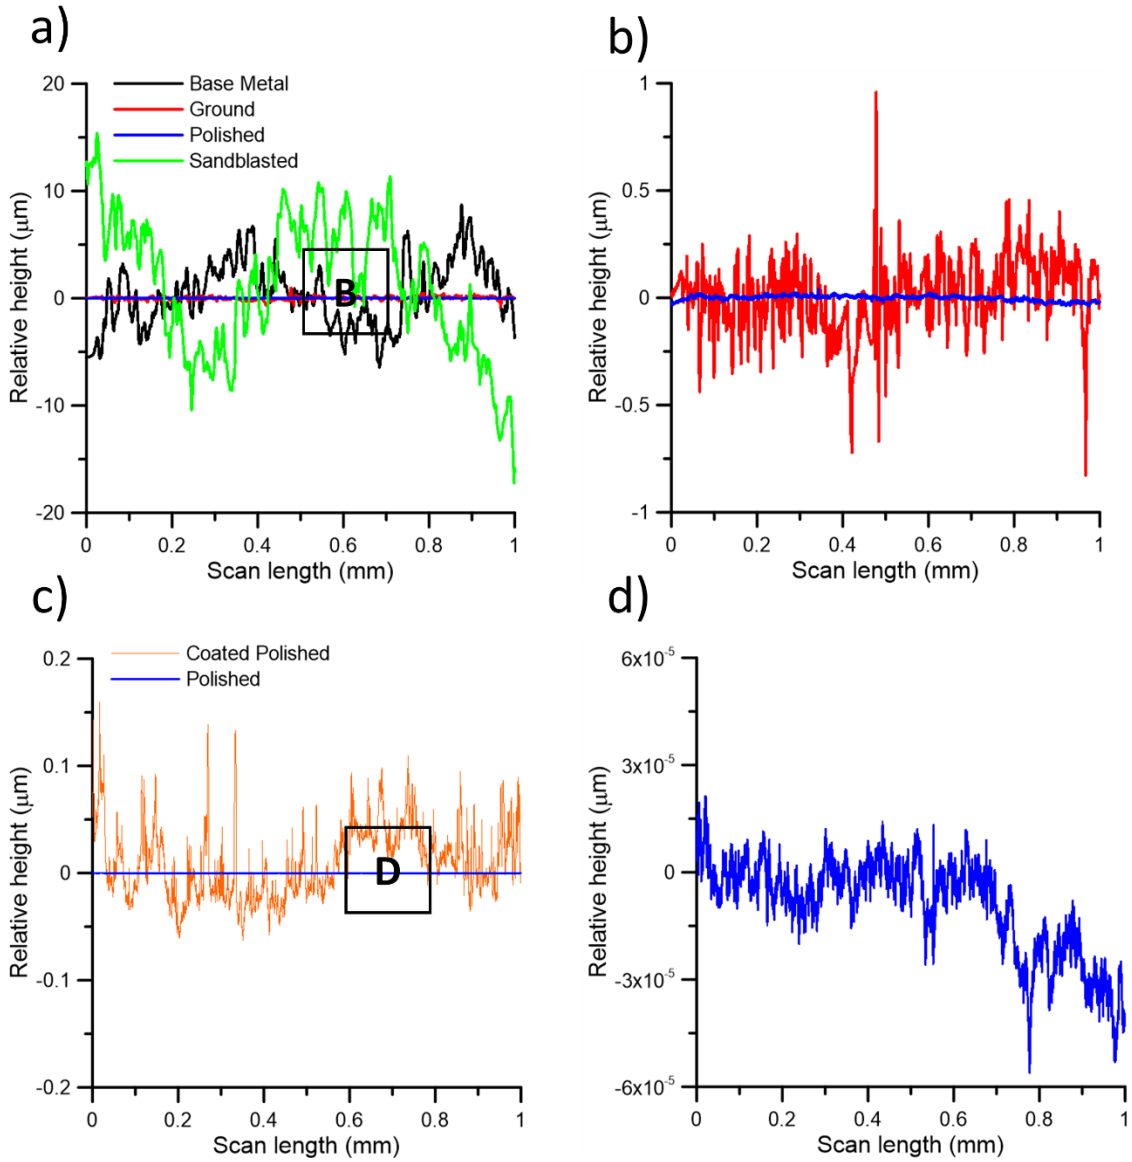 a)
20
10
0
-10
-20
Relative height (μm)
Base Metal
Ground
Polished
Sandblasted
B
0
0.2
0.4
0.6
0.8
1
Scan length (mm)
b)
1
0.5
0
-0.5
-1
Relative height (μm)
0
0.2
0.4
0.6
0.8
1
Scan length (mm)
c)
0.2
0.1
0
-0.1
-0.2
Relative height (μm)
Coated Polished
Polished
D
0
0.2
0.4
0.6
0.8
1
Scan length (mm)
d)
6x10⁻⁵
3x10⁻⁵
0
-3x10⁻⁵
-6x10⁻⁵
Relative height (μm)
0
0.2
0.4
0.6
0.8
1
Scan length (mm)